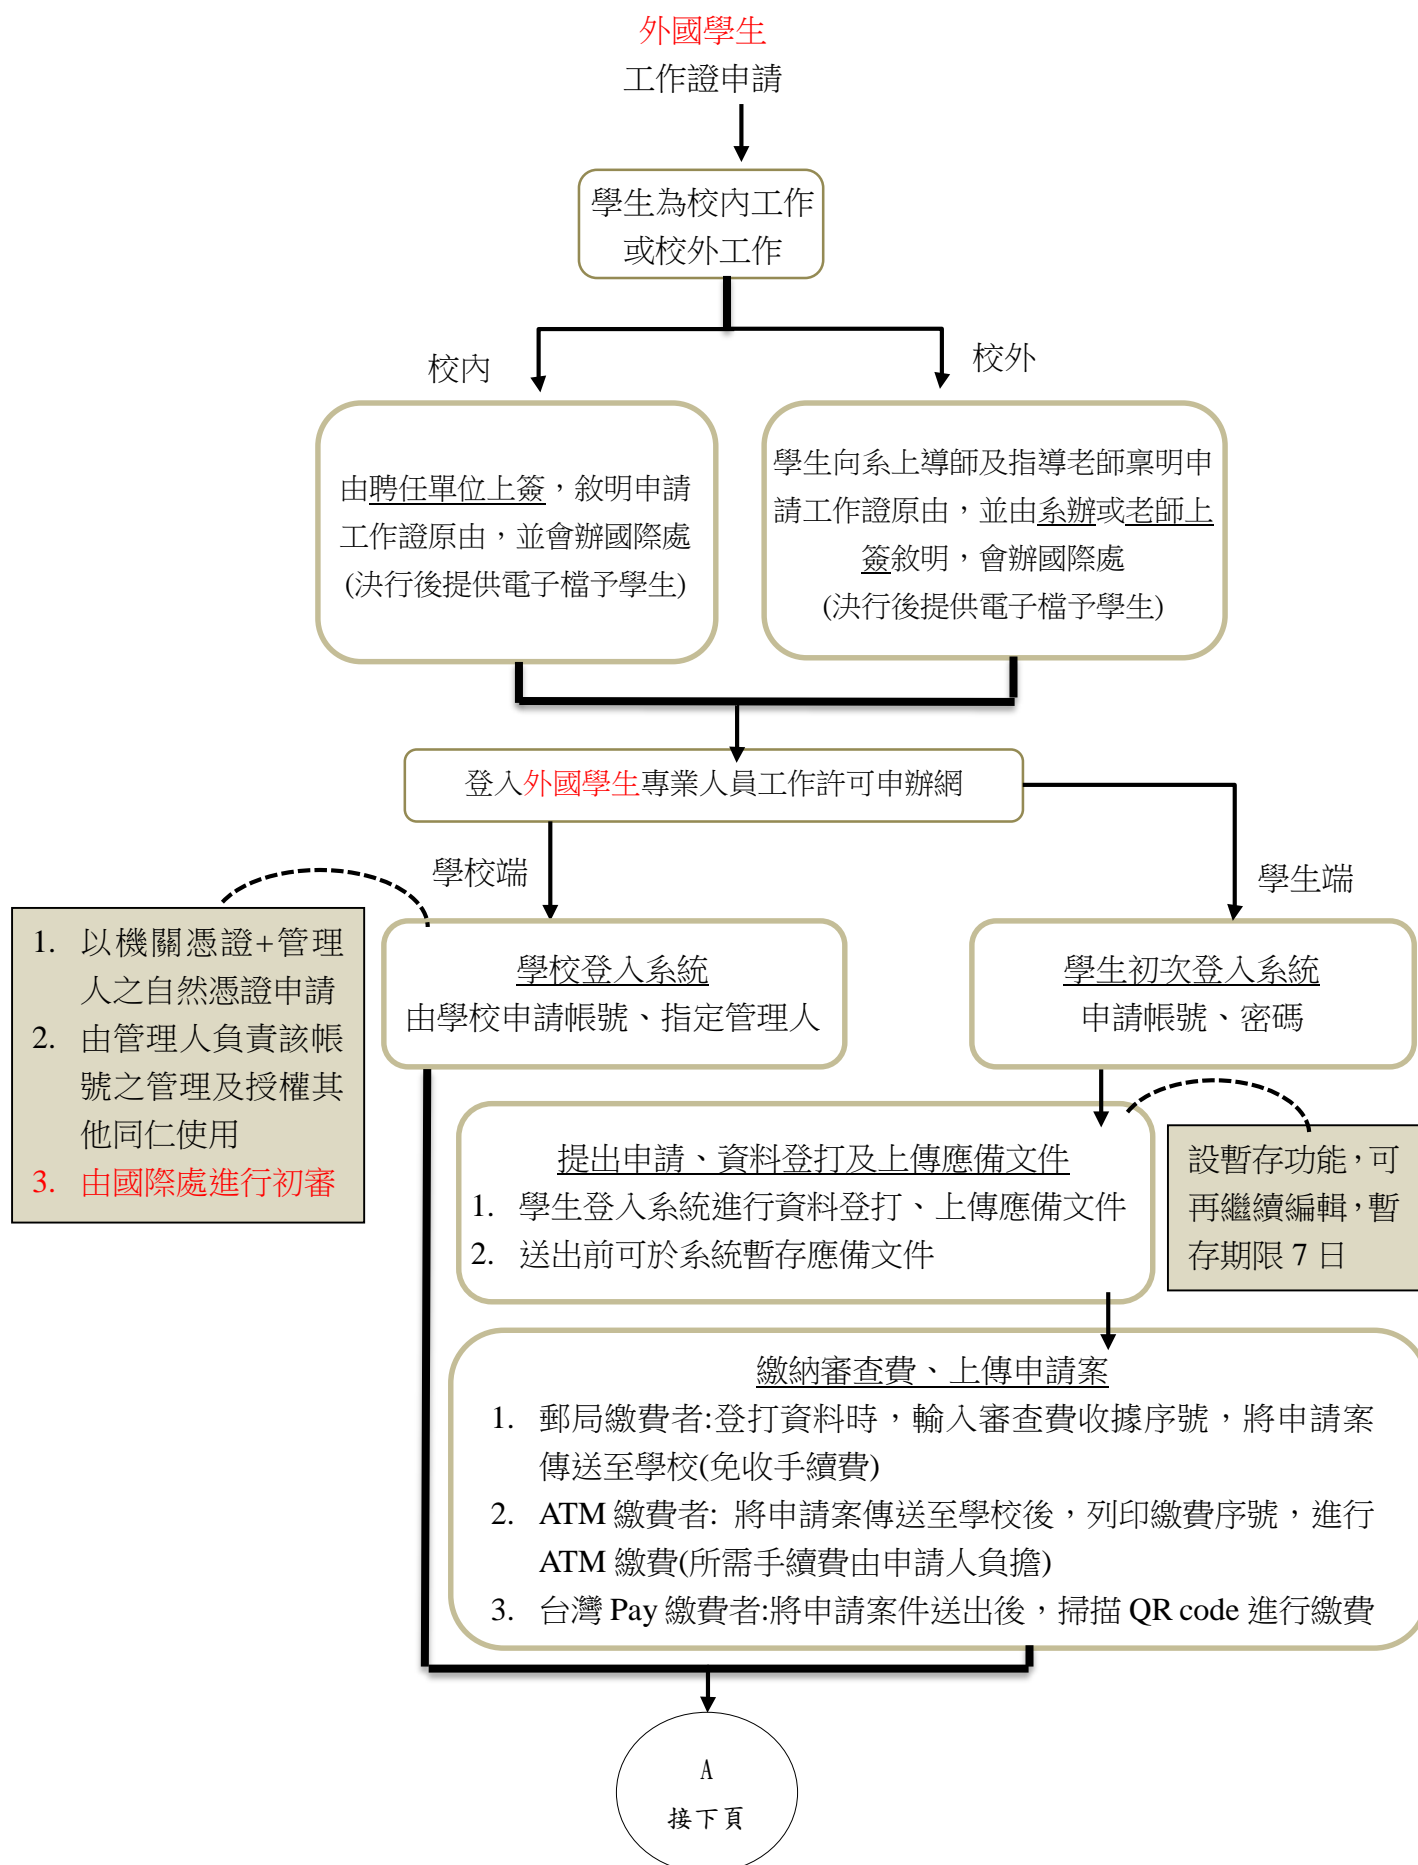 外國學生
工作證申請
學生為校內工作
或校外工作
校內
校外
由聘任單位上簽，敘明申請
工作證原由，並會辦國際處
(決行後提供電子檔予學生)
學生向系上導師及指導老師稟明申
請工作證原由，並由系辦或老師上
簽敘明，會辦國際處
(決行後提供電子檔予學生)
登入外國學生專業人員工作許可申辦網
學校端
學生端
1. 以機關憑證+管理
人之自然憑證申請
2. 由管理人負責該帳
號之管理及授權其
他同仁使用
3. 由國際處進行初審
學校登入系統
由學校申請帳號、指定管理人
學生初次登入系統
申請帳號、密碼
提出申請、資料登打及上傳應備文件
1. 學生登入系統進行資料登打、上傳應備文件
2. 送出前可於系統暫存應備文件
設暫存功能，可
再繼續編輯，暫
存期限 7 日
繳納審查費、上傳申請案
1. 郵局繳費者:登打資料時，輸入審查費收據序號，將申請案
傳送至學校(免收手續費)
2. ATM 繳費者: 將申請案傳送至學校後，列印繳費序號，進行
ATM 繳費(所需手續費由申請人負擔)
3. 台灣 Pay 繳費者:將申請案件送出後，掃描 QR code 進行繳費
A
接下頁